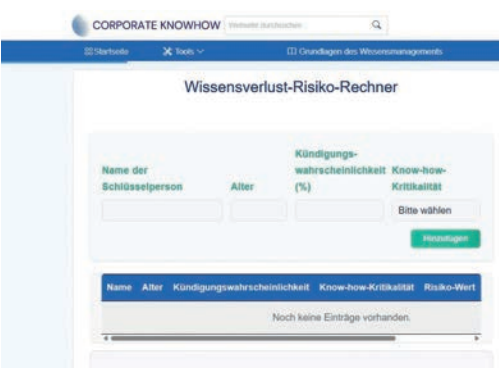 CORPORATE KNOWHOW Webseite durchsuchen
Startseite Tools Grundlagen des Wissensmanagements
Wissensverlust-Risiko-Rechner
Kündigungs-
Name der wahrscheinlichkeit Know-how-
Schlüsselperson Alter (%) Kritikalität
Bitte wählen
Hinzufügen
Name Alter Kündigungswahrscheinlichkeit Know-how-Kritikalität Risiko-Wert
Noch keine Einträge vorhanden.